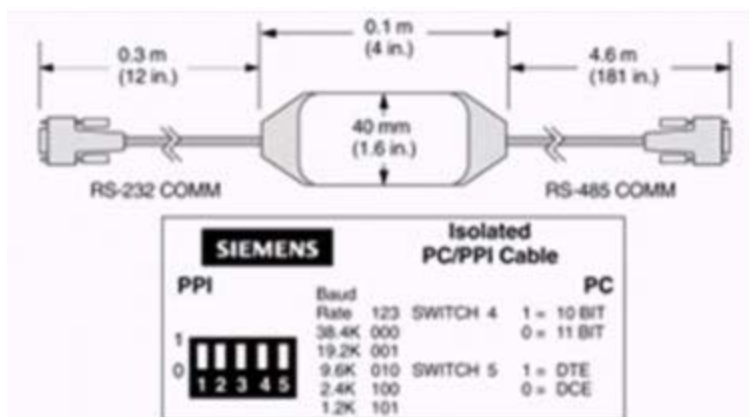 0.1 m
(4 in.)
0.3 m
(12 in.)
4.6 m
(181 in.)
40 mm
(1.6 in.)
RS-232 COMM
RS-485 COMM
SIEMENS
Isolated
PC/PPI Cable
PPI
PC
Baud
Rate 123 SWITCH 4 1 = 10 BIT
38.4K 000 0 = 11 BIT
19.2K 001
9.6K 010 SWITCH 5 1 = DTE
2.4K 100 0 = DCE
1.2K 101
1
0
1 2 3 4 5